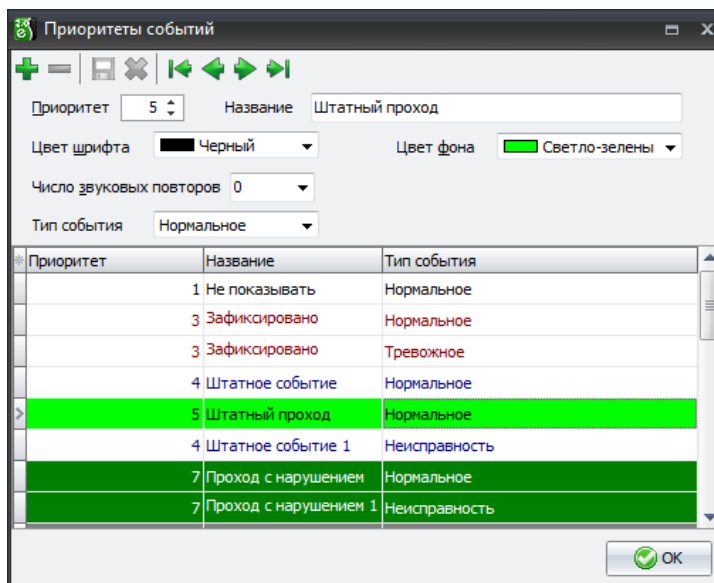 Приоритеты событий
Приоритет 5 Название Штатный проход
Цвет шрифта Черный Цвет фона Светло-зелены
Число звуковых повторов 0
Тип события Нормальное
Приоритет Название Тип события
1 Не показывать Нормальное
3 Зафиксировано Нормальное
3 Зафиксировано Тревожное
4 Штатное событие Нормальное
5 Штатный проход Нормальное
4 Штатное событие 1 Неисправность
7 Проход с нарушением Нормальное
7 Проход с нарушением 1 Неисправность
OK